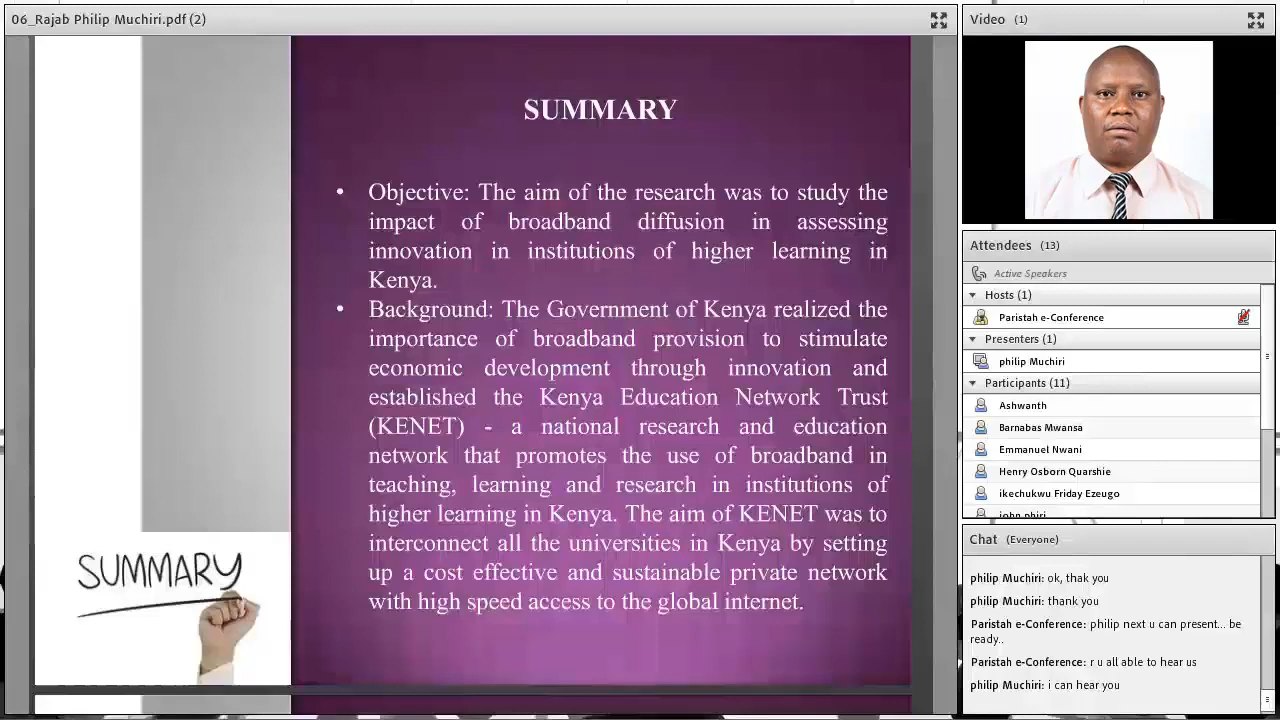 06_Rajab Philip Muchiri.pdf (2)
SUMMARY
• Objective: The aim of the research was to study the
impact of broadband diffusion in assessing
innovation in institutions of higher learning in
Kenya.
• Background: The Government of Kenya realized the
importance of broadband provision to stimulate
economic development through innovation and
established the Kenya Education Network Trust
(KENET) - a national research and education
network that promotes the use of broadband in
teaching, learning and research in institutions of
higher learning in Kenya. The aim of KENET was to
interconnect all the universities in Kenya by setting
up a cost effective and sustainable private network
with high speed access to the global internet.
SUMMARY
Video (1)
Attendees (13)
Active Speakers
Hosts (1)
Paristah e-Conference
Presenters (1)
philip Muchiri
Participants (11)
Ashwanth
Barnabas Mwansa
Emmanuel Nwani
Henry Osborn Quarshie
ikechukwu Friday Ezeugo
john phiri
Chat (Everyone)
philip Muchiri: ok, thak you
philip Muchiri: thank you
Paristah e-Conference: philip next u can present... be
ready..
Paristah e-Conference: r u all able to hear us
philip Muchiri: i can hear you